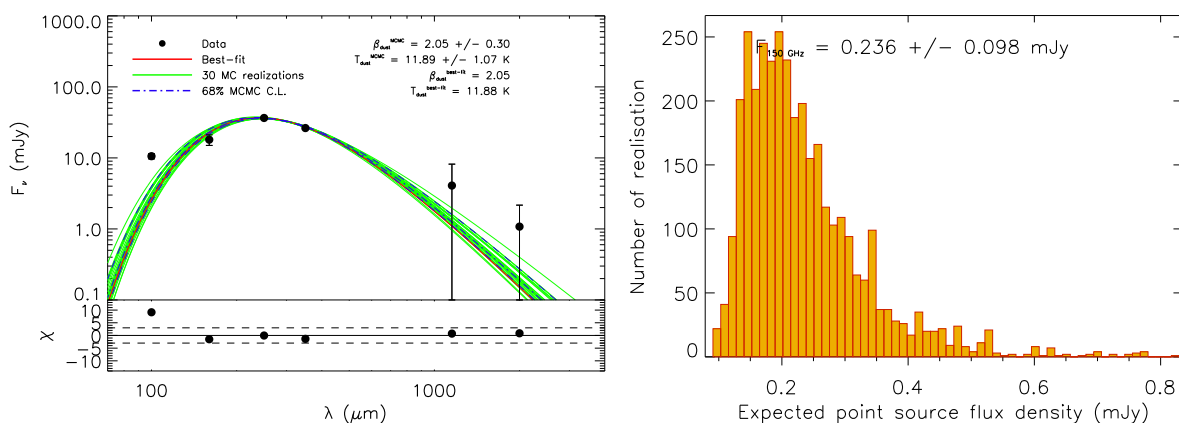 1000.0
100.0
10.0
1.0
0.1
F_ν (mJy)
Data
Best-fit
30 MC realizations
68% MCMC C.L.
β_dust^MCMC = 2.05 +/- 0.30
T_dust^MCMC = 11.89 +/- 1.07 K
β_dust^best-fit = 2.05
T_dust^best-fit = 11.88 K
10
5
0
-5
-10
χ
100
1000
λ (μm)
F_150 GHz = 0.236 +/- 0.098 mJy
250
200
150
100
50
0
Number of realisation
0.2
0.4
0.6
0.8
Expected point source flux density (mJy)